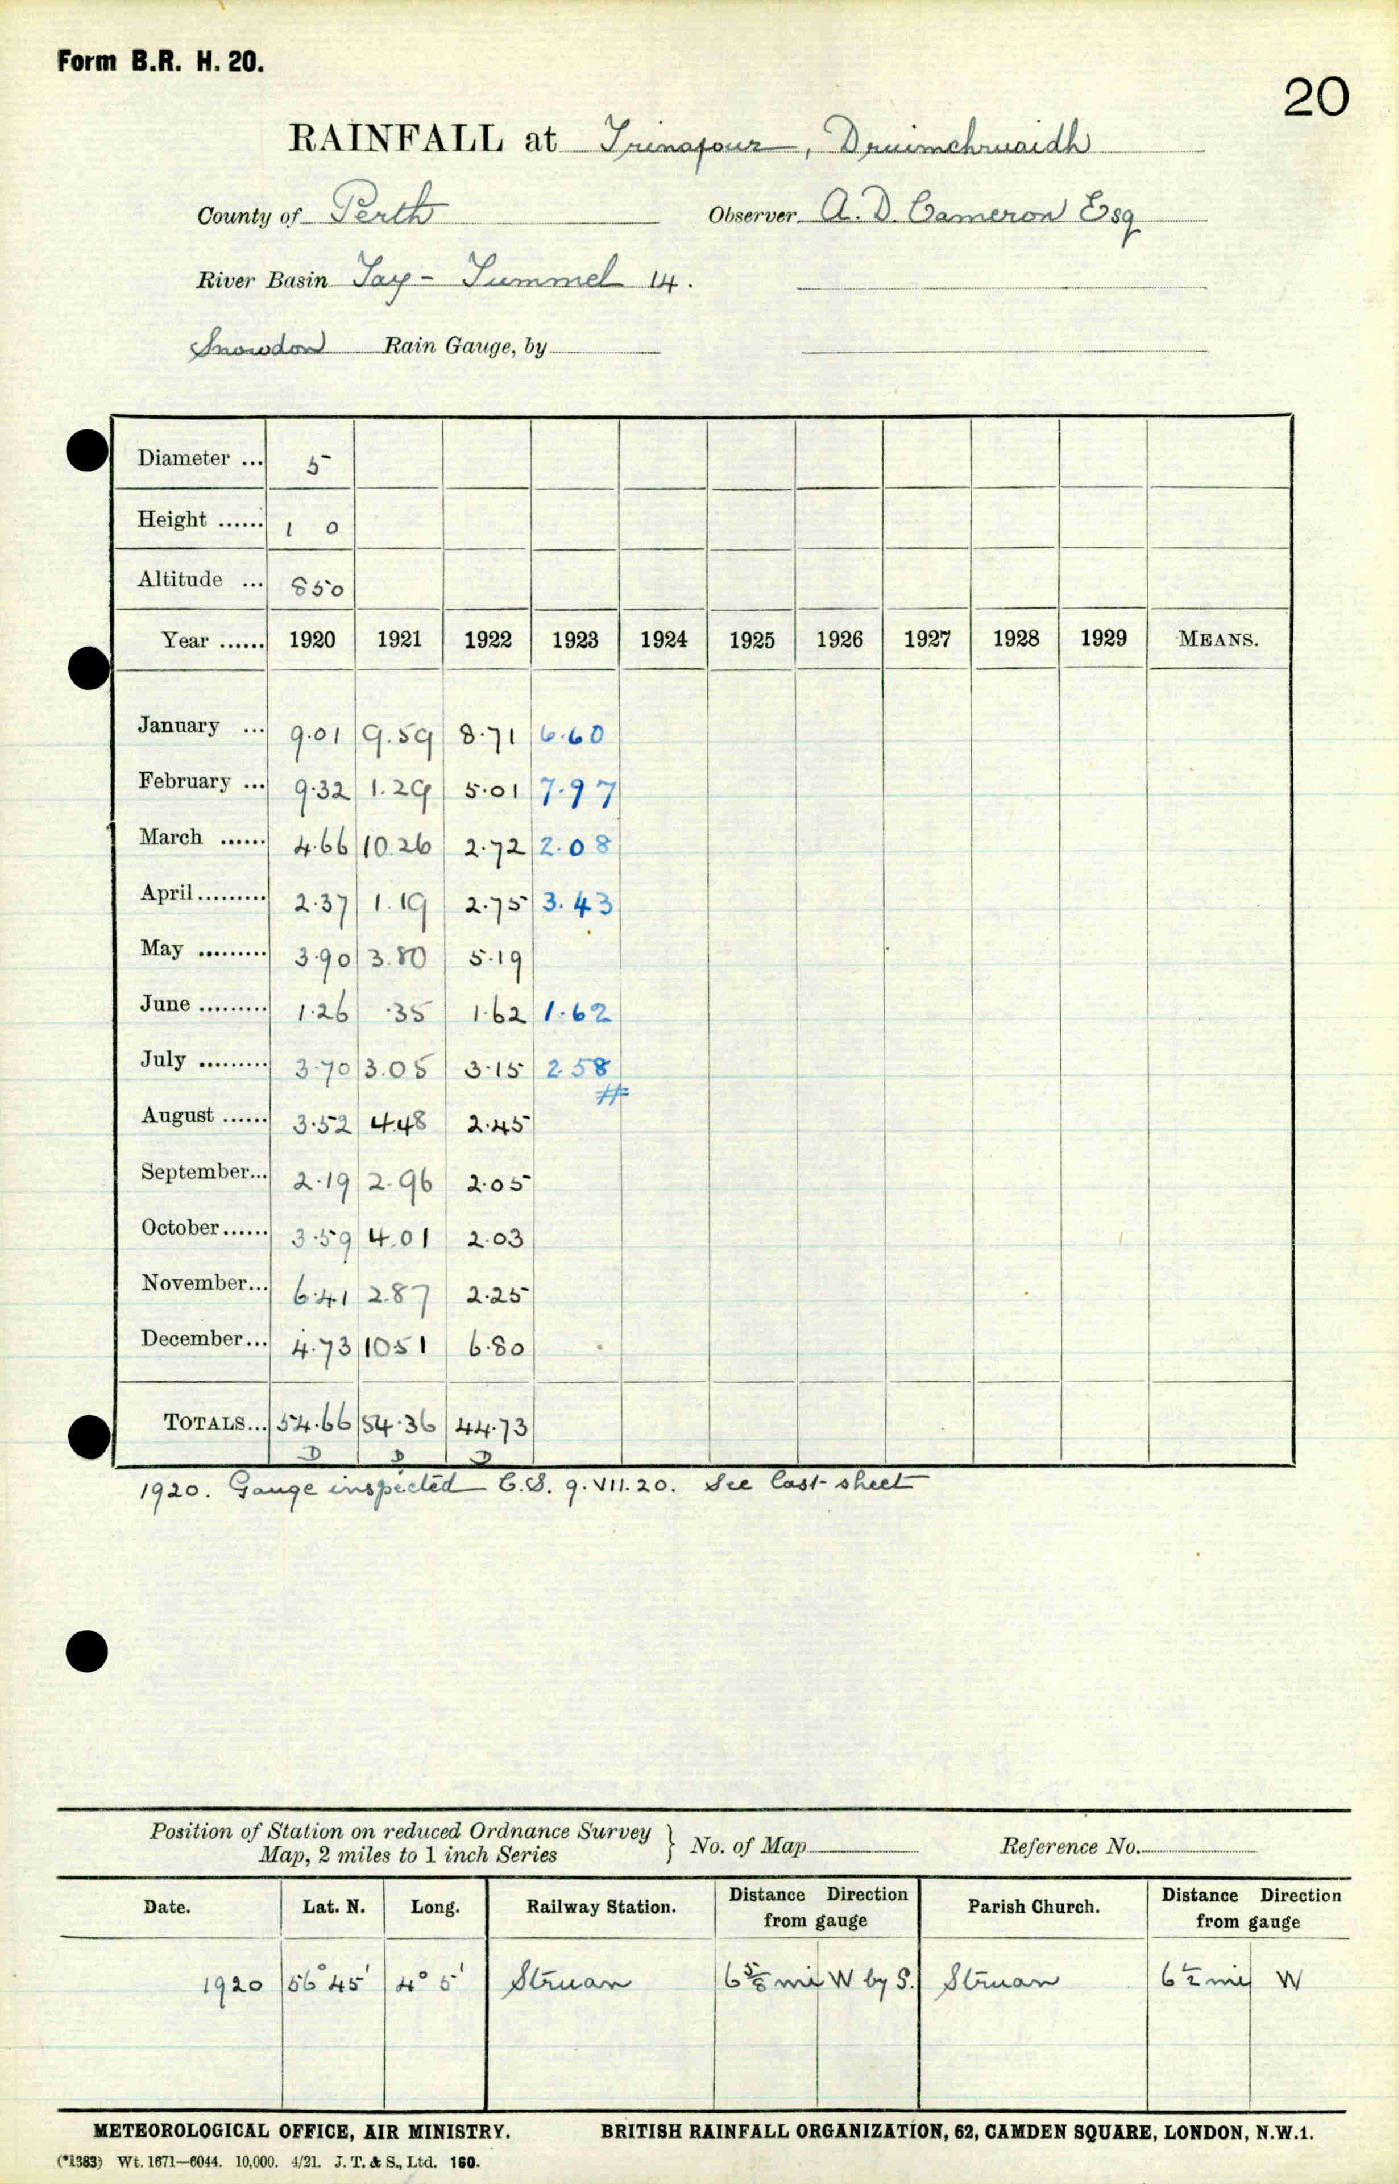 Form B.R. H. 20.
20
RAINFALL at Trinafour, Druimchruaidh
County of Perth Observer A. D. Cameron Esq
River Basin Tay - Tummel 14.
Snowdon Rain Gauge, by
Diameter ... 5
Height ...... 1 0
Altitude ... 850
Year ...... 1920 1921 1922 1923 1924 1925 1926 1927 1928 1929 MEANS.
January ... 9.01 9.59 8.71 6.60
February ... 9.32 1.29 5.01 7.97
March ...... 4.66 10.26 2.72 2.08
April ......... 2.37 1.19 2.75 3.43
May ......... 3.90 3.80 5.19
June ......... 1.26 .35 1.62 1.62
July ......... 3.70 3.05 3.15 2.58
#
August ...... 3.52 4.48 2.45
September... 2.19 2.96 2.05
October...... 3.59 4.01 2.03
November... 6.41 2.87 2.25
December... 4.73 10.51 6.80
TOTALS... 54.66 54.36 44.73
D D D
1920. Gauge inspected C.S. 9.VII.20. See last sheet
Position of Station on reduced Ordnance Survey
Map, 2 miles to 1 inch Series } No. of Map Reference No.
Date. Lat. N. Long. Railway Station. Distance Direction from gauge Parish Church. Distance Direction from gauge
1920 56° 45' 4° 5' Struan 6 5/8 mi W by S. Struan 6 1/2 mi W
METEOROLOGICAL OFFICE, AIR MINISTRY. BRITISH RAINFALL ORGANIZATION, 62, CAMDEN SQUARE, LONDON, N.W.1.
(*1383) Wt. 1671—6044. 10,000. 4/21. J. T. & S., Ltd. 160.